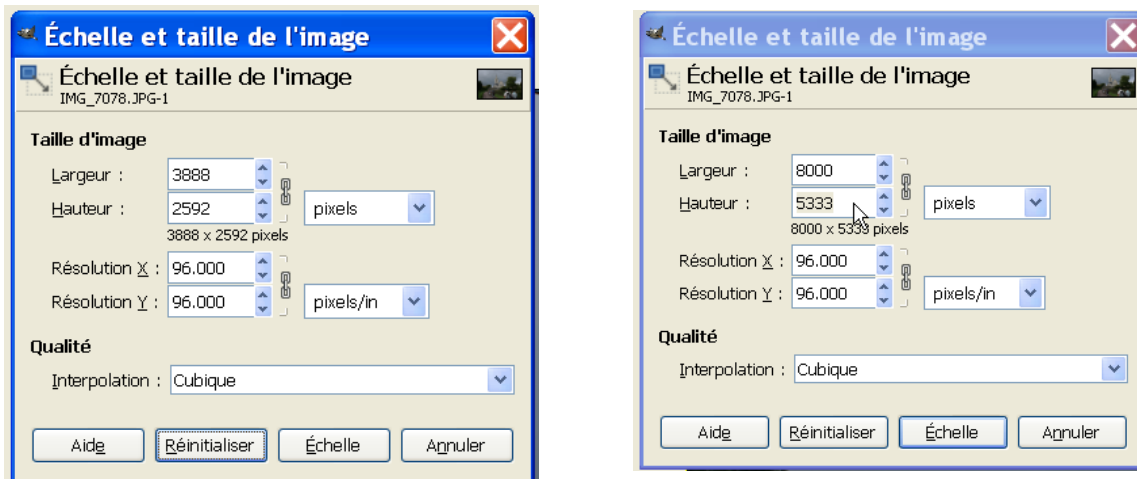 Échelle et taille de l'image
Échelle et taille de l'image
IMG_7078.JPG-1
Taille d'image
Largeur : 3888
Hauteur : 2592 pixels
3888 x 2592 pixels
Résolution X : 96.000
Résolution Y : 96.000 pixels/in
Qualité
Interpolation : Cubique
Aide Réinitialiser Échelle Annuler
Échelle et taille de l'image
Échelle et taille de l'image
IMG_7078.JPG-1
Taille d'image
Largeur : 8000
Hauteur : 5333 pixels
8000 x 5333 pixels
Résolution X : 96.000
Résolution Y : 96.000 pixels/in
Qualité
Interpolation : Cubique
Aide Réinitialiser Échelle Annuler